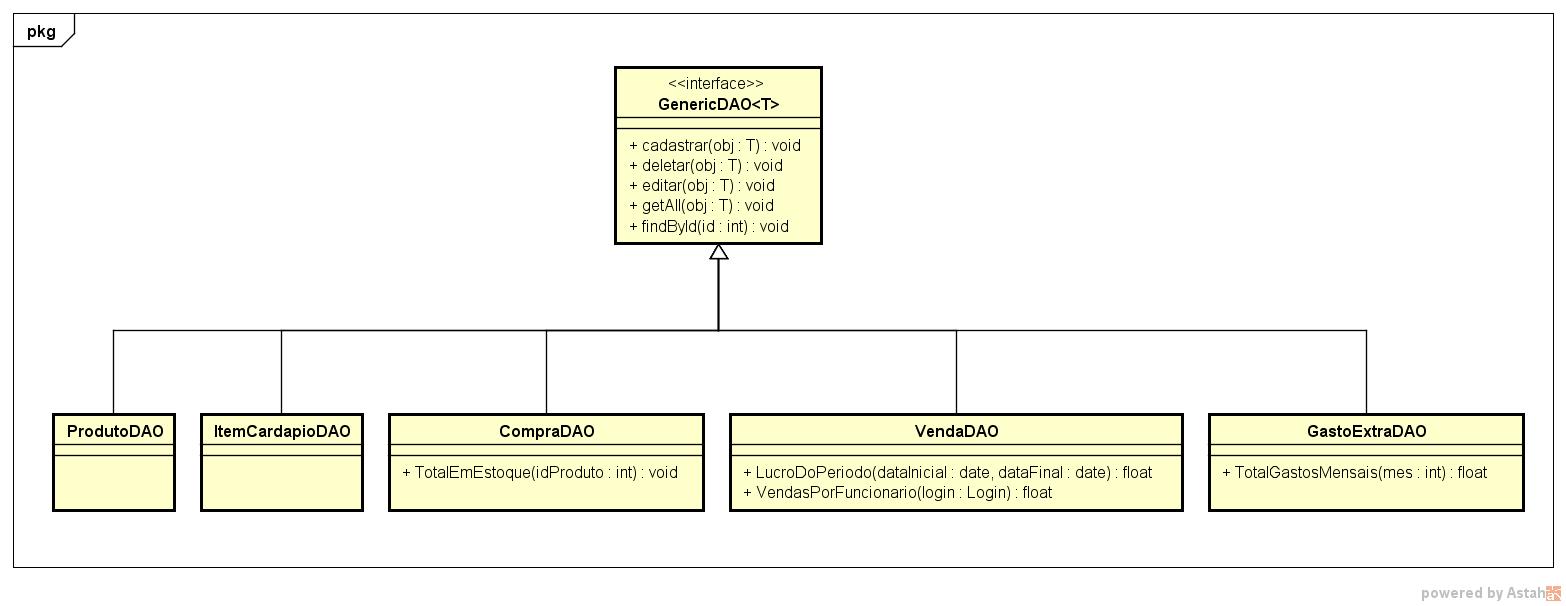 pkg
<<interface>>
GenericDAO<T>
+ cadastrar(obj : T) : void
+ deletar(obj : T) : void
+ editar(obj : T) : void
+ getAll(obj : T) : void
+ findById(id : int) : void
ProdutoDAO
ItemCardapioDAO
CompraDAO
+ TotalEmEstoque(idProduto : int) : void
VendaDAO
+ LucroDoPeriodo(dataInicial : date, dataFinal : date) : float
+ VendasPorFuncionario(login : Login) : float
GastoExtraDAO
+ TotalGastosMensais(mes : int) : float
powered by Astah